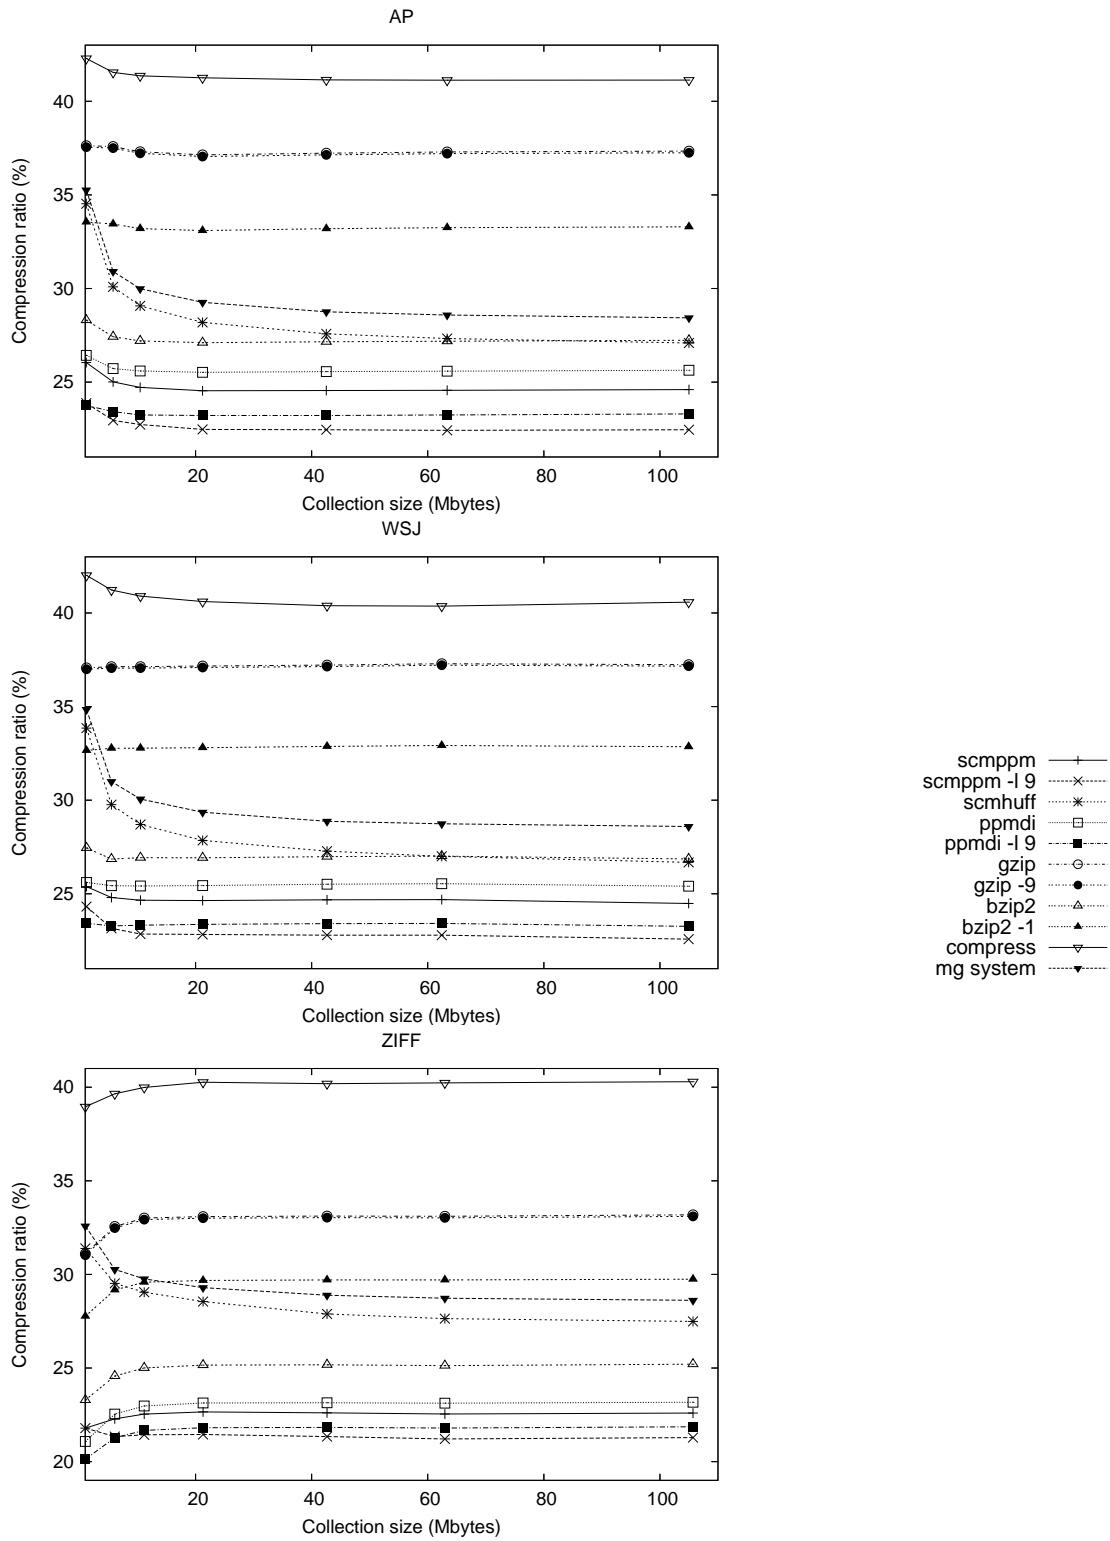 AP
40
35
30
25
Compression ratio (%)
20 40 60 80 100
Collection size (Mbytes)
WSJ
40
35
30
25
Compression ratio (%)
20 40 60 80 100
Collection size (Mbytes)
scmppm
scmppm -l 9
scmhuff
ppmdi
ppmdi -l 9
gzip
gzip -9
bzip2
bzip2 -1
compress
mg system
ZIFF
40
35
30
25
20
Compression ratio (%)
20 40 60 80 100
Collection size (Mbytes)